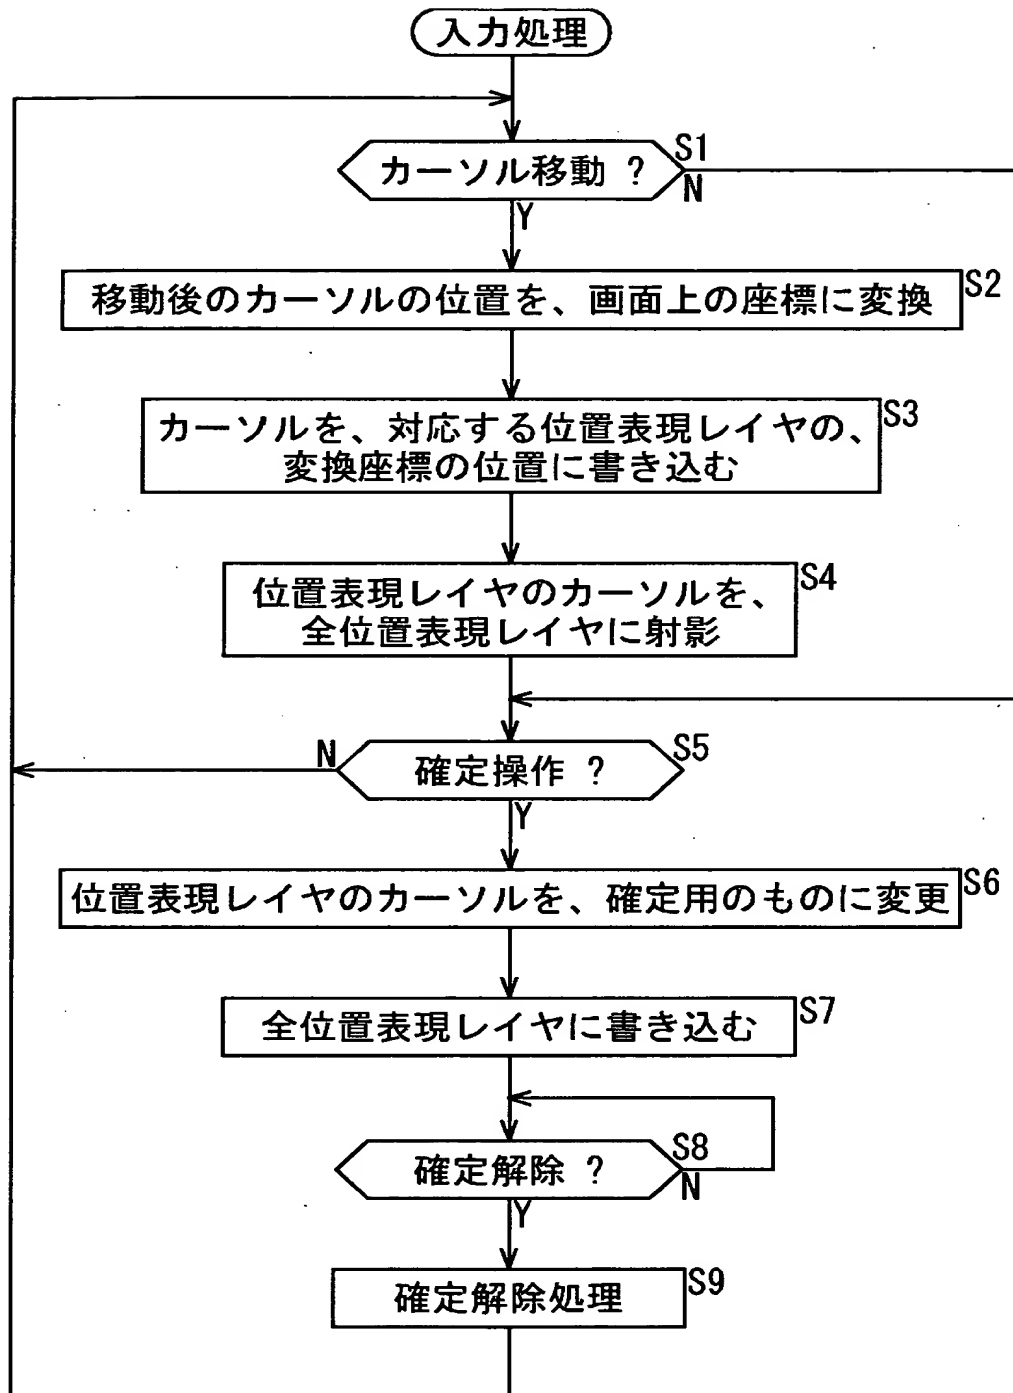 入力処理
カーソル移動 ?
S1
N
Y
移動後のカーソルの位置を、画面上の座標に変換
S2
カーソルを、対応する位置表現レイヤの、
変換座標の位置に書き込む
S3
位置表現レイヤのカーソルを、
全位置表現レイヤに射影
S4
N
確定操作 ?
S5
Y
位置表現レイヤのカーソルを、確定用のものに変更
S6
全位置表現レイヤに書き込む
S7
確定解除 ?
S8
N
Y
確定解除処理
S9